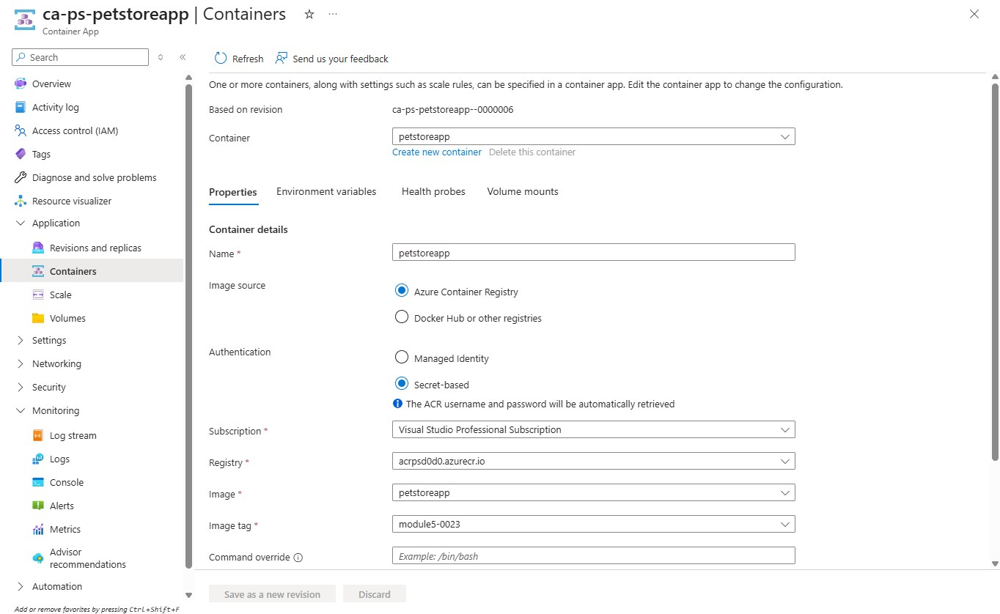 ca-ps-petstoreapp | Containers
Container App
Search
Overview
Activity log
Access control (IAM)
Tags
Diagnose and solve problems
Resource visualizer
Application
Revisions and replicas
Containers
Scale
Volumes
Settings
Networking
Security
Monitoring
Log stream
Logs
Console
Alerts
Metrics
Advisor
recommendations
Automation
Add or remove favorites by pressing Ctrl+Shift+F
Refresh
Send us your feedback
One or more containers, along with settings such as scale rules, can be specified in a container app. Edit the container app to change the configuration.
Based on revision ca-ps-petstoreapp--0000006
Container petstoreapp
Create new container Delete this container
Properties Environment variables Health probes Volume mounts
Container details
Name * petstoreapp
Image source
Azure Container Registry
Docker Hub or other registries
Authentication
Managed Identity
Secret-based
The ACR username and password will be automatically retrieved
Subscription * Visual Studio Professional Subscription
Registry * acrpsd0d0.azurecr.io
Image * petstoreapp
Image tag * module5-0023
Command override Example: /bin/bash
Save as a new revision Discard